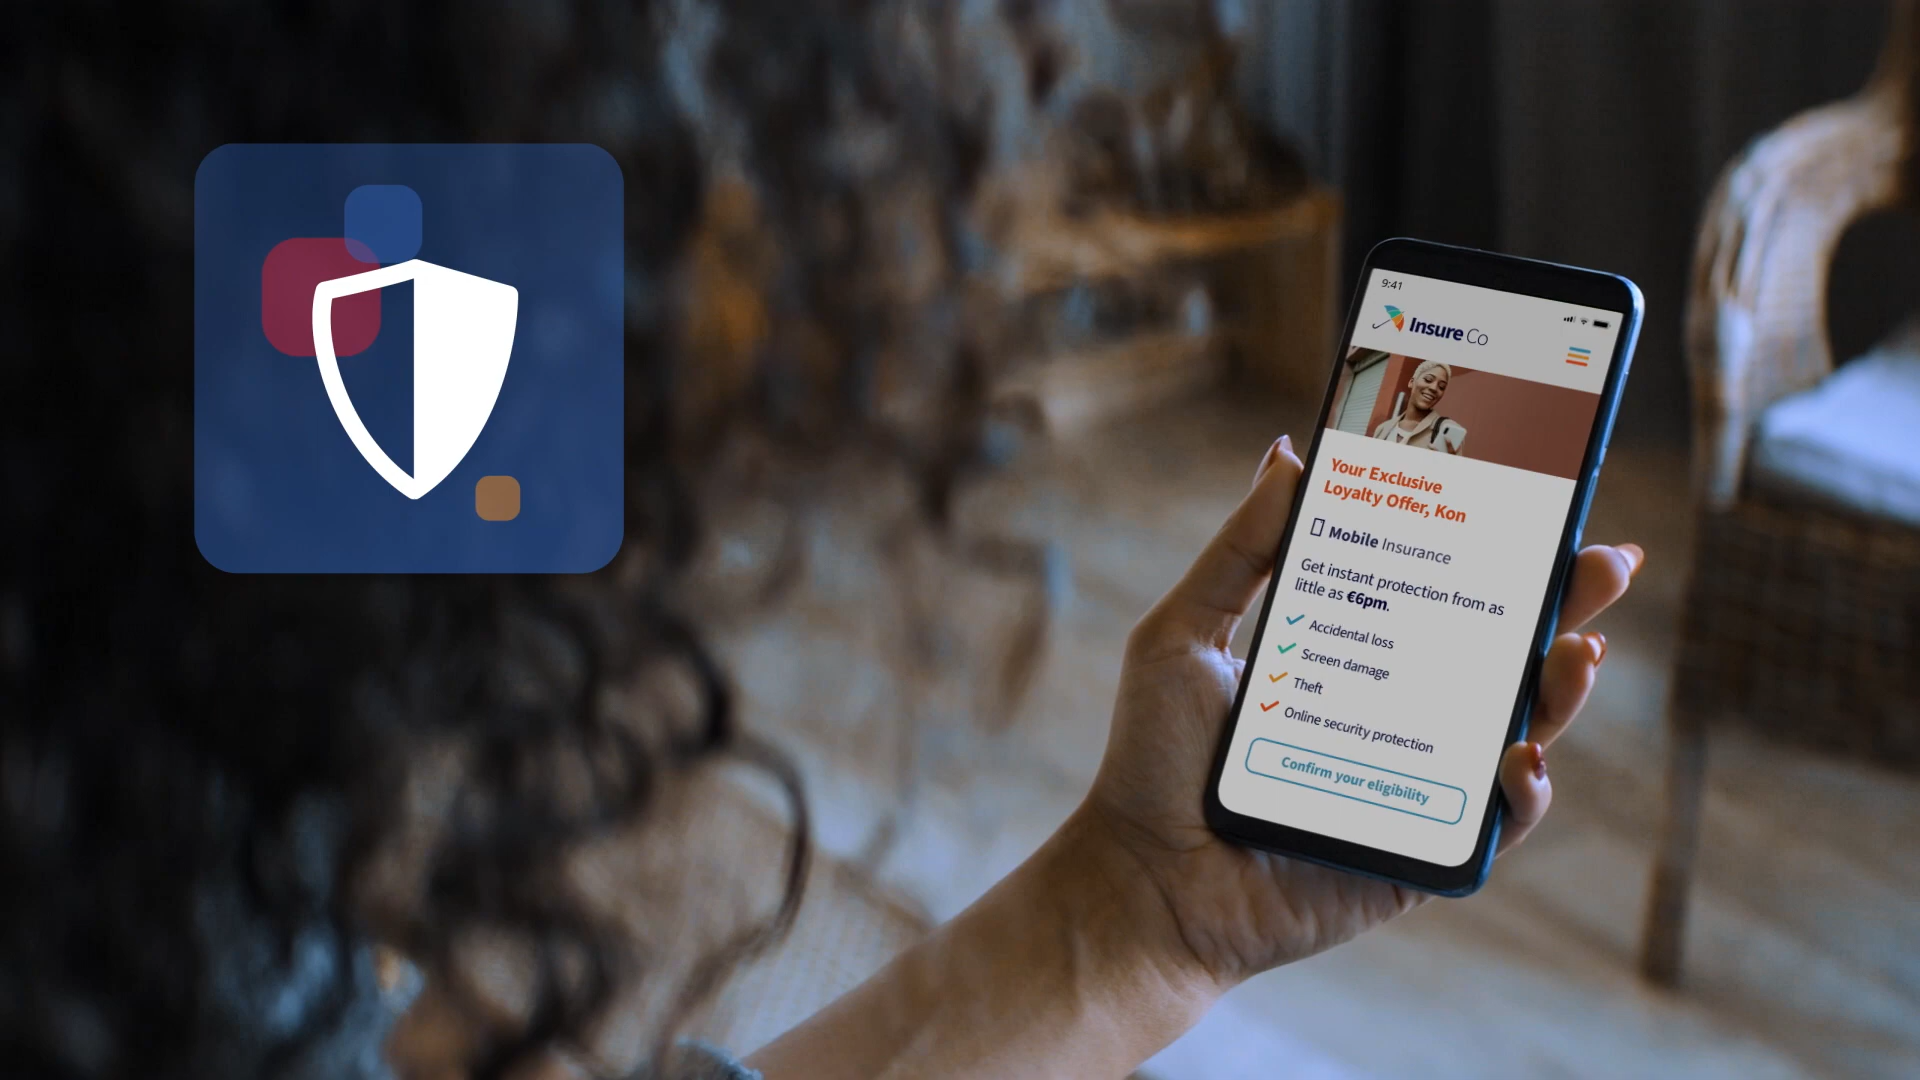 9:41
Insure Co
Your Exclusive
Loyalty Offer, Kon
Mobile Insurance
Get instant protection from as
little as €6pm.
Accidental loss
Screen damage
Theft
Online security protection
Confirm your eligibility